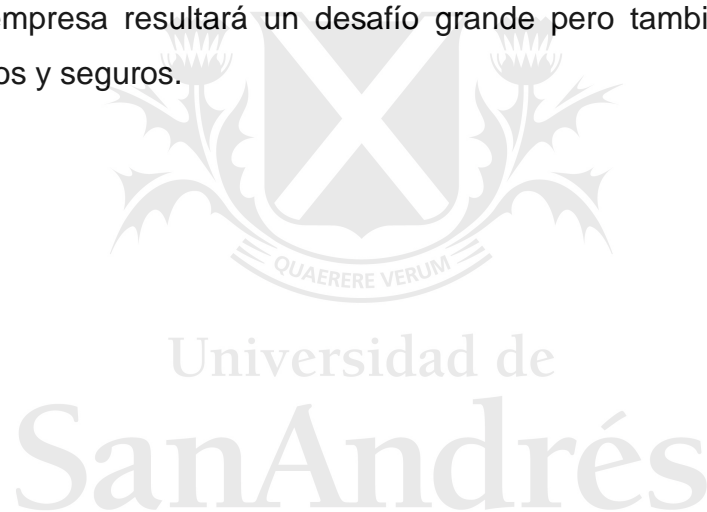 empresa resultará un desafío grande pero tambi
os y seguros.
QUAERERE VERUM
Universidad de
SanAndrés